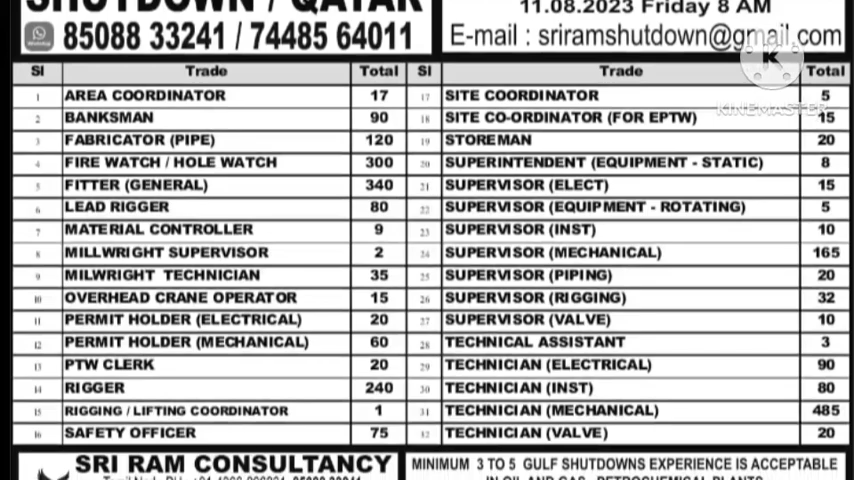 SHUTDOWN / QATAR
85088 33241 / 74485 64011
11.08.2023 Friday 8 AM
E-mail : sriramshutdown@gmail.com
K
KINEMASTER
Sl Trade Total Sl Trade Total
1 AREA COORDINATOR 17 17 SITE COORDINATOR 5
2 BANKSMAN 90 18 SITE CO-ORDINATOR (FOR EPTW) 15
3 FABRICATOR (PIPE) 120 19 STOREMAN 20
4 FIRE WATCH / HOLE WATCH 300 20 SUPERINTENDENT (EQUIPMENT - STATIC) 8
5 FITTER (GENERAL) 340 21 SUPERVISOR (ELECT) 15
6 LEAD RIGGER 80 22 SUPERVISOR (EQUIPMENT - ROTATING) 5
7 MATERIAL CONTROLLER 9 23 SUPERVISOR (INST) 10
8 MILLWRIGHT SUPERVISOR 2 24 SUPERVISOR (MECHANICAL) 165
9 MILWRIGHT TECHNICIAN 35 25 SUPERVISOR (PIPING) 20
10 OVERHEAD CRANE OPERATOR 15 26 SUPERVISOR (RIGGING) 32
11 PERMIT HOLDER (ELECTRICAL) 20 27 SUPERVISOR (VALVE) 10
12 PERMIT HOLDER (MECHANICAL) 60 28 TECHNICAL ASSISTANT 3
13 PTW CLERK 20 29 TECHNICIAN (ELECTRICAL) 90
14 RIGGER 240 30 TECHNICIAN (INST) 80
15 RIGGING / LIFTING COORDINATOR 1 31 TECHNICIAN (MECHANICAL) 485
16 SAFETY OFFICER 75 32 TECHNICIAN (VALVE) 20
SRI RAM CONSULTANCY
MINIMUM 3 TO 5 GULF SHUTDOWNS EXPERIENCE IS ACCEPTABLE
IN OIL AND GAS, PETROCHEMICAL PLANTS